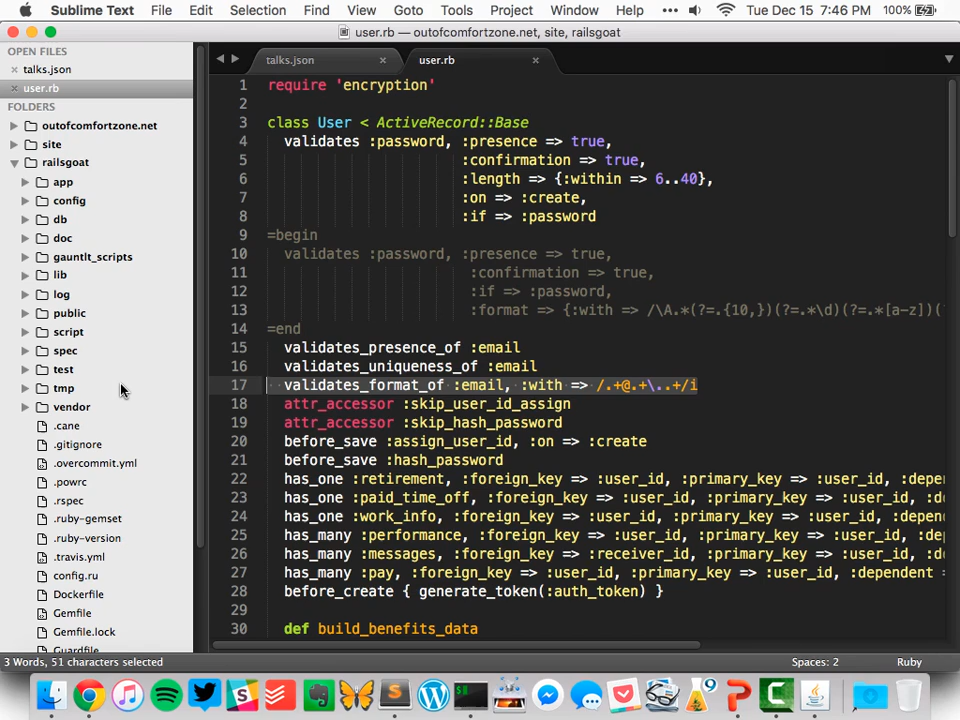 Sublime Text File Edit Selection Find View Goto Tools Project Window Help ••• Tue Dec 15 7:46 PM 100%
user.rb — outofcomfortzone.net, site, railsgoat
OPEN FILES
× talks.json
× user.rb
FOLDERS
outofcomfortzone.net
site
railsgoat
app
config
db
doc
gauntlt_scripts
lib
log
public
script
spec
test
tmp
vendor
.cane
.gitignore
.overcommit.yml
.powrc
.rspec
.ruby-gemset
.ruby-version
.travis.yml
config.ru
Dockerfile
Gemfile
Gemfile.lock
Guardfile
talks.json × user.rb ×
1 require 'encryption'
2
3 class User < ActiveRecord::Base
4 validates :password, :presence => true,
5 :confirmation => true,
6 :length => {:within => 6..40},
7 :on => :create,
8 :if => :password
9 =begin
10 validates :password, :presence => true,
11 :confirmation => true,
12 :if => :password,
13 :format => {:with => /\A.*(?=.{10,})(?=.*\d)(?=.*[a-z])(
14 =end
15 validates_presence_of :email
16 validates_uniqueness_of :email
17 validates_format_of :email, :with => /.+@.+\..+/i
18 attr_accessor :skip_user_id_assign
19 attr_accessor :skip_hash_password
20 before_save :assign_user_id, :on => :create
21 before_save :hash_password
22 has_one :retirement, :foreign_key => :user_id, :primary_key => :user_id, :depen
23 has_one :paid_time_off, :foreign_key => :user_id, :primary_key => :user_id, :d
24 has_one :work_info, :foreign_key => :user_id, :primary_key => :user_id, :depend
25 has_many :performance, :foreign_key => :user_id, :primary_key => :user_id, :de
26 has_many :messages, :foreign_key => :receiver_id, :primary_key => :user_id, :de
27 has_many :pay, :foreign_key => :user_id, :primary_key => :user_id, :dependent =
28 before_create { generate_token(:auth_token) }
29
30 def build_benefits_data
3 Words, 51 characters selected Spaces: 2 Ruby
9